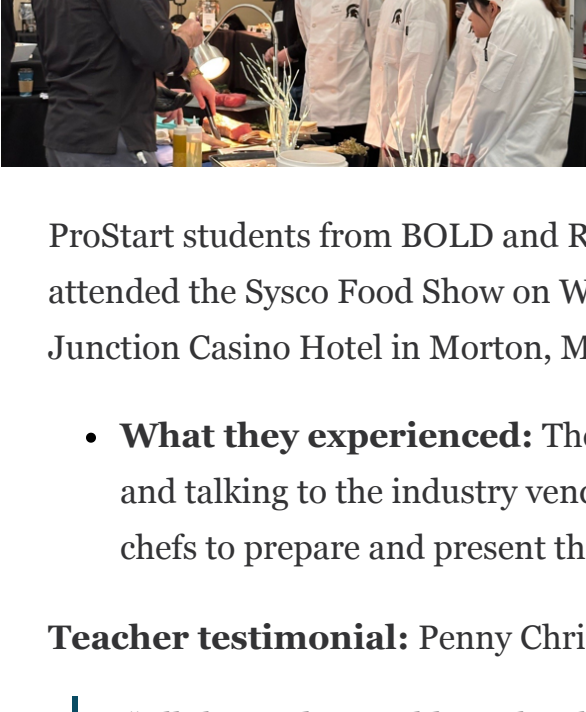 ProStart students from BOLD and R
attended the Sysco Food Show on W
Junction Casino Hotel in Morton, M
• What they experienced: The
and talking to the industry vend
chefs to prepare and present th
Teacher testimonial: Penny Chri